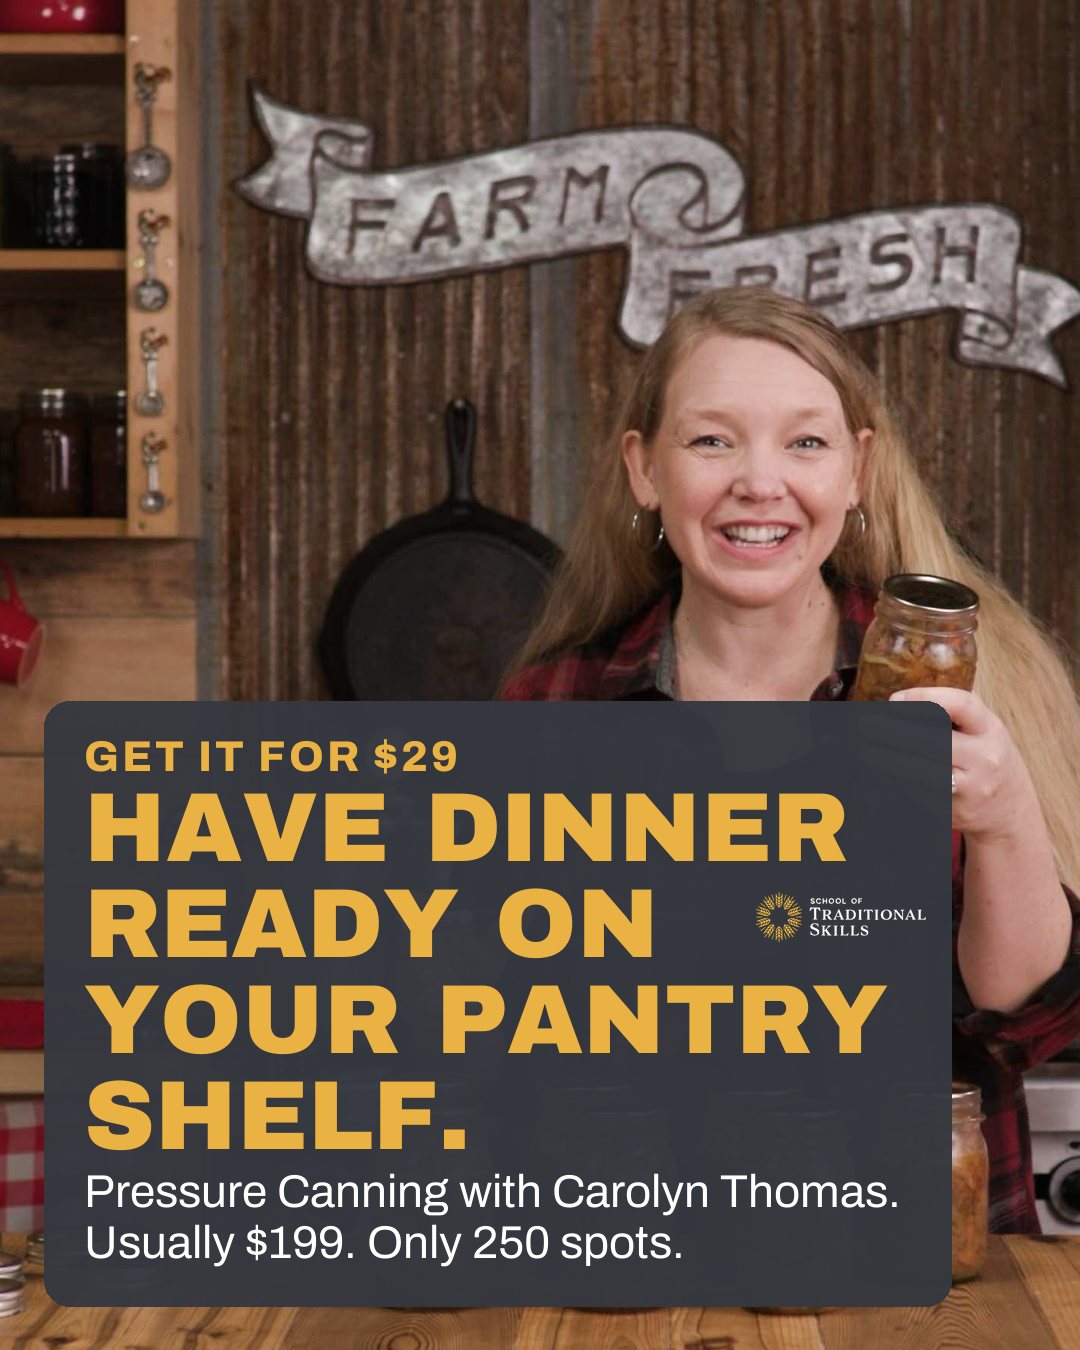 FARM
FRESH
GET IT FOR $29
HAVE DINNER
READY ON
YOUR PANTRY
SHELF.
SCHOOL OF
TRADITIONAL
SKILLS
Pressure Canning with Carolyn Thomas.
Usually $199. Only 250 spots.